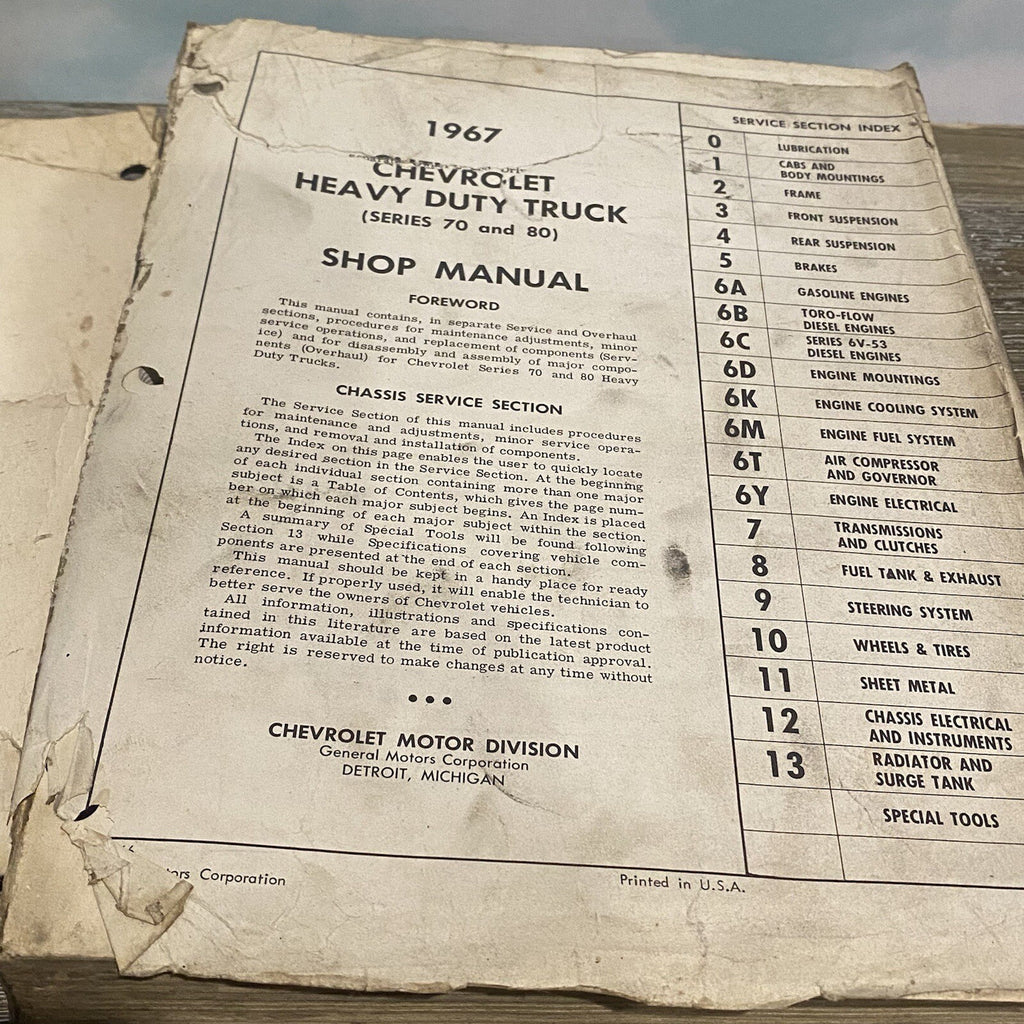 1967
CHEVROLET
HEAVY DUTY TRUCK
(SERIES 70 and 80)
SHOP MANUAL
FOREWORD
This manual contains, in separate Service and Overhaul
sections, procedures for maintenance adjustments, minor
service operations, and replacement of components (Serv-
ice) and for disassembly and assembly of major compo-
nents (Overhaul) for Chevrolet Series 70 and 80 Heavy
Duty Trucks.
CHASSIS SERVICE SECTION
The Service Section of this manual includes procedures
for maintenance and adjustments, minor service opera-
tions, and removal and installation of components.
The Index on this page enables the user to quickly locate
any desired section in the Service Section. At the beginning
of each individual section containing more than one major
subject is a Table of Contents, which gives the page num-
ber on which each major subject begins. An Index is placed
at the beginning of each major subject within the section.
A summary of Special Tools will be found following
Section 13 while Specifications covering vehicle com-
ponents are presented at the end of each section.
This manual should be kept in a handy place for ready
reference. If properly used, it will enable the technician to
better serve the owners of Chevrolet vehicles.
All information, illustrations and specifications con-
tained in this literature are based on the latest product
information available at the time of publication approval.
The right is reserved to make changes at any time without
notice.
•••
CHEVROLET MOTOR DIVISION
General Motors Corporation
DETROIT, MICHIGAN
SERVICE SECTION INDEX
0 LUBRICATION
1 CABS AND
BODY MOUNTINGS
2 FRAME
3 FRONT SUSPENSION
4 REAR SUSPENSION
5 BRAKES
6A GASOLINE ENGINES
6B TORO-FLOW
DIESEL ENGINES
6C SERIES 6V-53
DIESEL ENGINES
6D ENGINE MOUNTINGS
6K ENGINE COOLING SYSTEM
6M ENGINE FUEL SYSTEM
6T AIR COMPRESSOR
AND GOVERNOR
6Y ENGINE ELECTRICAL
7 TRANSMISSIONS
AND CLUTCHES
8 FUEL TANK & EXHAUST
9 STEERING SYSTEM
10 WHEELS & TIRES
11 SHEET METAL
12 CHASSIS ELECTRICAL
AND INSTRUMENTS
13 RADIATOR AND
SURGE TANK
SPECIAL TOOLS
Corporation
Printed in U.S.A.